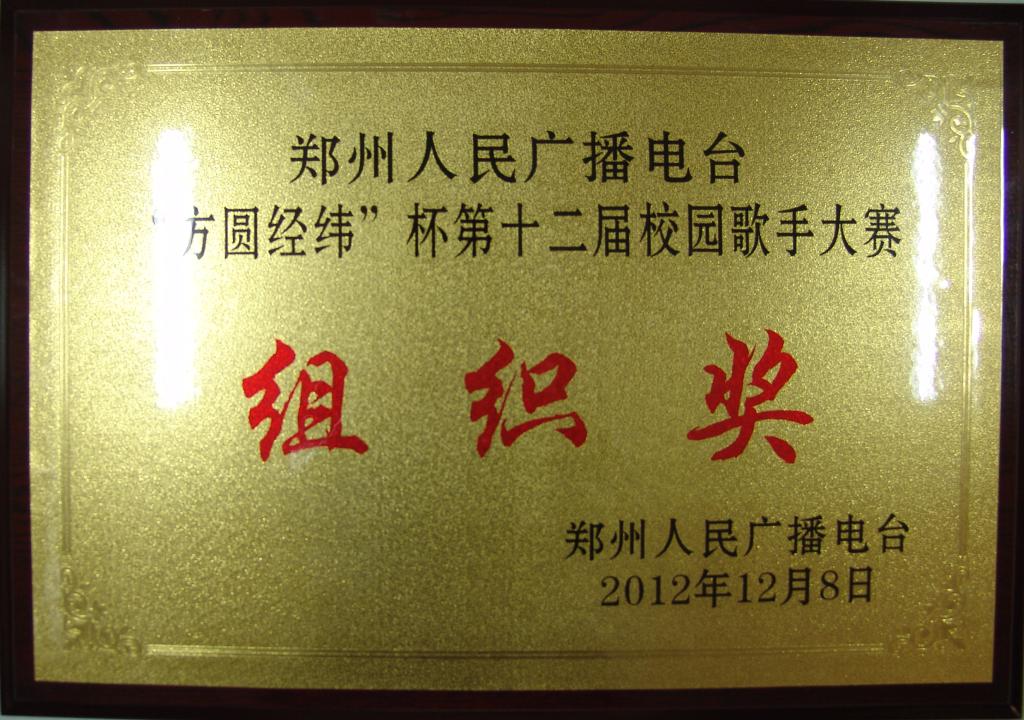 郑州人民广播电台
“方圆经纬”杯第十二届校园歌手大赛
组织奖
郑州人民广播电台
2012年12月8日